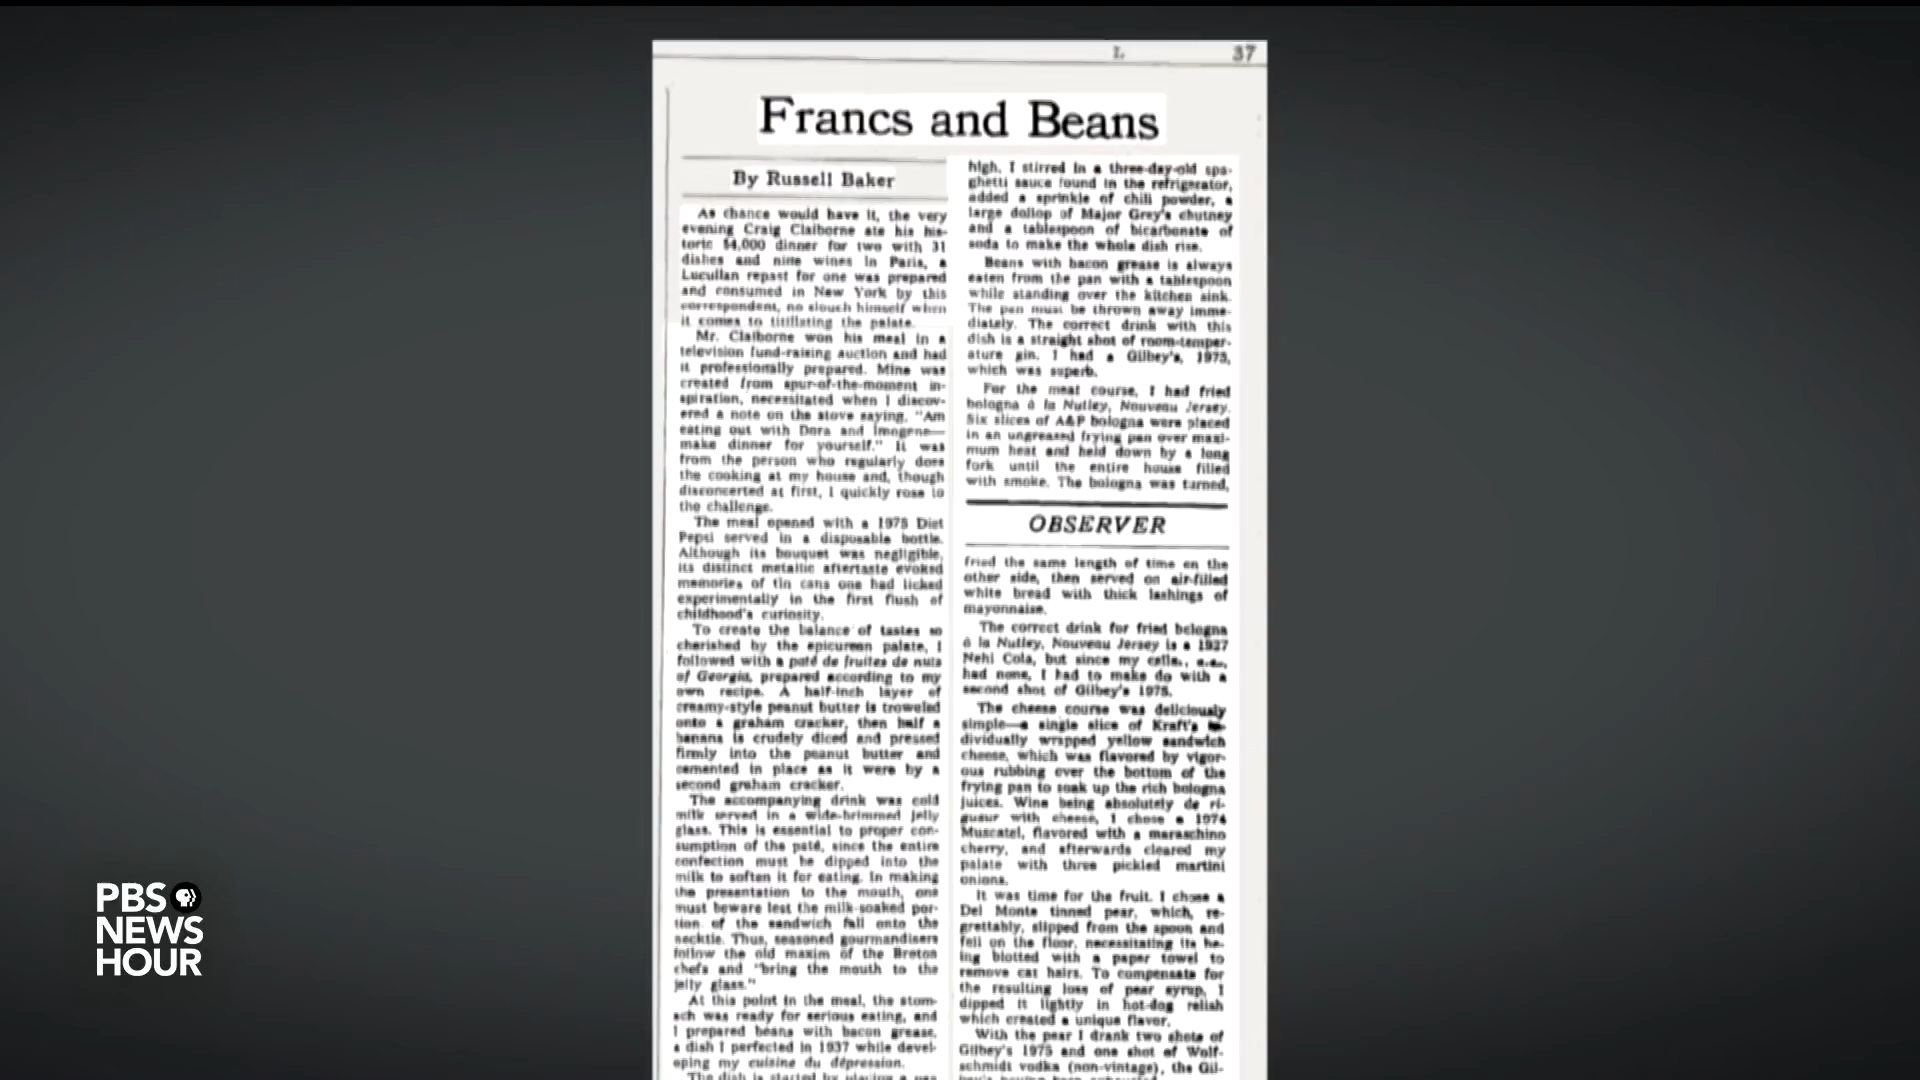 L 37
Francs and Beans
By Russell Baker
As chance would have it, the very
evening Craig Claiborne ate his his-
toric $4,000 dinner for two with 31
dishes and nine wines in Paris, a
Lucullan repast for one was prepared
and consumed in New York by this
correspondent, no slouch himself when
it comes to titillating the palate.
Mr. Claiborne won his meal in a
television fund-raising auction and had
it professionally prepared. Mine was
created from spur-of-the-moment in-
spiration, necessitated when I discov-
ered a note on the stove saying, "Am
eating out with Dora and Imogene—
make dinner for yourself." It was
from the person who regularly does
the cooking at my house and, though
disconcerted at first, I quickly rose to
the challenge.
The meal opened with a 1975 Diet
Pepsi served in a disposable bottle.
Although its bouquet was negligible,
its distinct metallic aftertaste evoked
memories of tin cans one had licked
experimentally in the first flush of
childhood's curiosity.
To create the balance of tastes so
cherished by the epicurean palate, I
followed with a paté de fruites de nuts
of Georgia, prepared according to my
own recipe. A half-inch layer of
creamy-style peanut butter is troweled
onto a graham cracker, then half a
banana is crudely diced and pressed
firmly into the peanut butter and
cemented in place as it were by a
second graham cracker.
The accompanying drink was cold
milk served in a wide-brimmed jelly
glass. This is essential to proper con-
sumption of the paté, since the entire
confection must be dipped into the
milk to soften it for eating. In making
the presentation to the mouth, one
must beware lest the milk-soaked por-
tion of the sandwich fall onto the
necktie. Thus, seasoned gourmandisers
follow the old maxim of the Breton
chefs and "bring the mouth to the
jelly glass."
At this point in the meal, the stom-
ach was ready for serious eating, and
I prepared beans with bacon grease,
a dish I perfected in 1937 while devel-
oping my cuisine du dépression.
The dish is started by placing a pan
high, I stirred in a three-day-old spa-
ghetti sauce found in the refrigerator,
added a sprinkle of chili powder, a
large dollop of Major Grey's chutney
and a tablespoon of bicarbonate of
soda to make the whole dish rise.
Beans with bacon grease is always
eaten from the pan with a tablespoon
while standing over the kitchen sink.
The pan must be thrown away imme-
diately. The correct drink with this
dish is a straight shot of room-temper-
ature gin. I had a Gilbey's, 1975,
which was superb.
For the meat course, I had fried
bologna à la Nutley, Nouveau Jersey.
Six slices of A&P bologna were placed
in an ungreased frying pan over maxi-
mum heat and held down by a long
fork until the entire house filled
with smoke. The bologna was turned,
OBSERVER
fried the same length of time on the
other side, then served on air-filled
white bread with thick lashings of
mayonnaise.
The correct drink for fried bologna
à la Nutley, Nouveau Jersey is a 1937
Nehi Cola, but since my
had none, I had to make do with a
second shot of Gilbey's 1975.
The cheese course was deliciously
simple—a single slice of Kraft's in-
dividually wrapped yellow sandwich
cheese, which was flavored by vigor-
ous rubbing over the bottom of the
frying pan to soak up the rich bologna
juices. Wine being absolutely de ri-
gueur with cheese, I chose a 1974
Muscatel, flavored with a maraschino
cherry, and afterwards cleared my
palate with three pickled martini
onions.
It was time for the fruit. I chose a
Del Monte tinned pear, which, re-
grettably, slipped from the spoon and
fell on the floor, necessitating its be-
ing blotted with a paper towel to
remove cat hairs. To compensate for
the resulting loss of pear syrup, I
dipped it lightly in hot-dog relish
which created a unique flavor.
With the pear I drank two shots of
Gilbey's 1975 and one shot of Wolf-
schmidt vodka (non-vintage), the Gil-
PBS
NEWS
HOUR